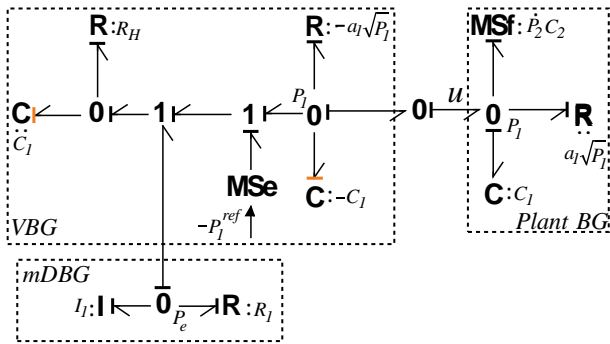 R:R_H
R:-a_1√P_1
MSf:Ṗ_2C_2
C 0 1 1 P_1 0 0 u 0 P_1 R
C_1
a_1√P_1
MSe
C:-C_1
C:C_1
-P_1^{ref}
VBG
Plant BG
mDBG
I_1:I 0 P_e R:R_1